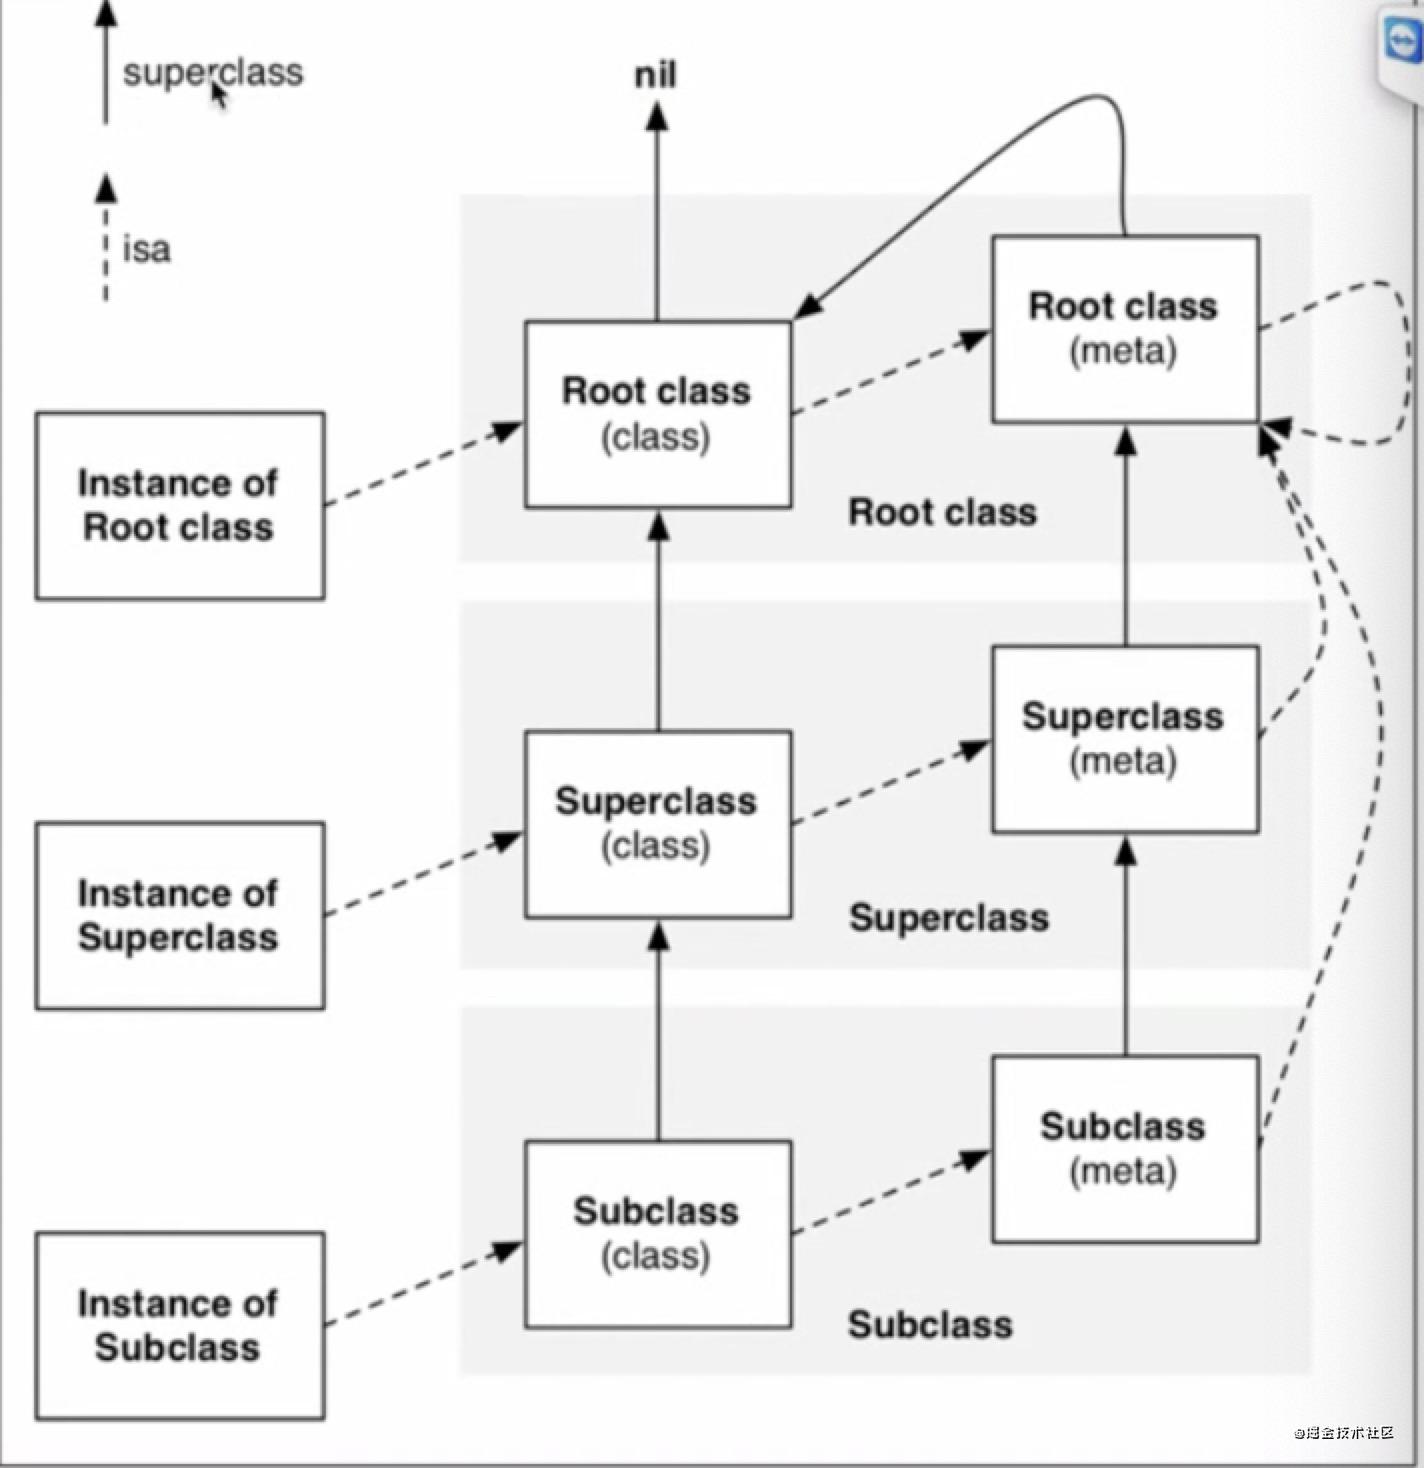 superclass
isa
nil
Root class
(meta)
Root class
(class)
Instance of
Root class
Root class
Superclass
(meta)
Superclass
(class)
Instance of
Superclass
Superclass
Subclass
(meta)
Subclass
(class)
Instance of
Subclass
Subclass
@掘金技术社区